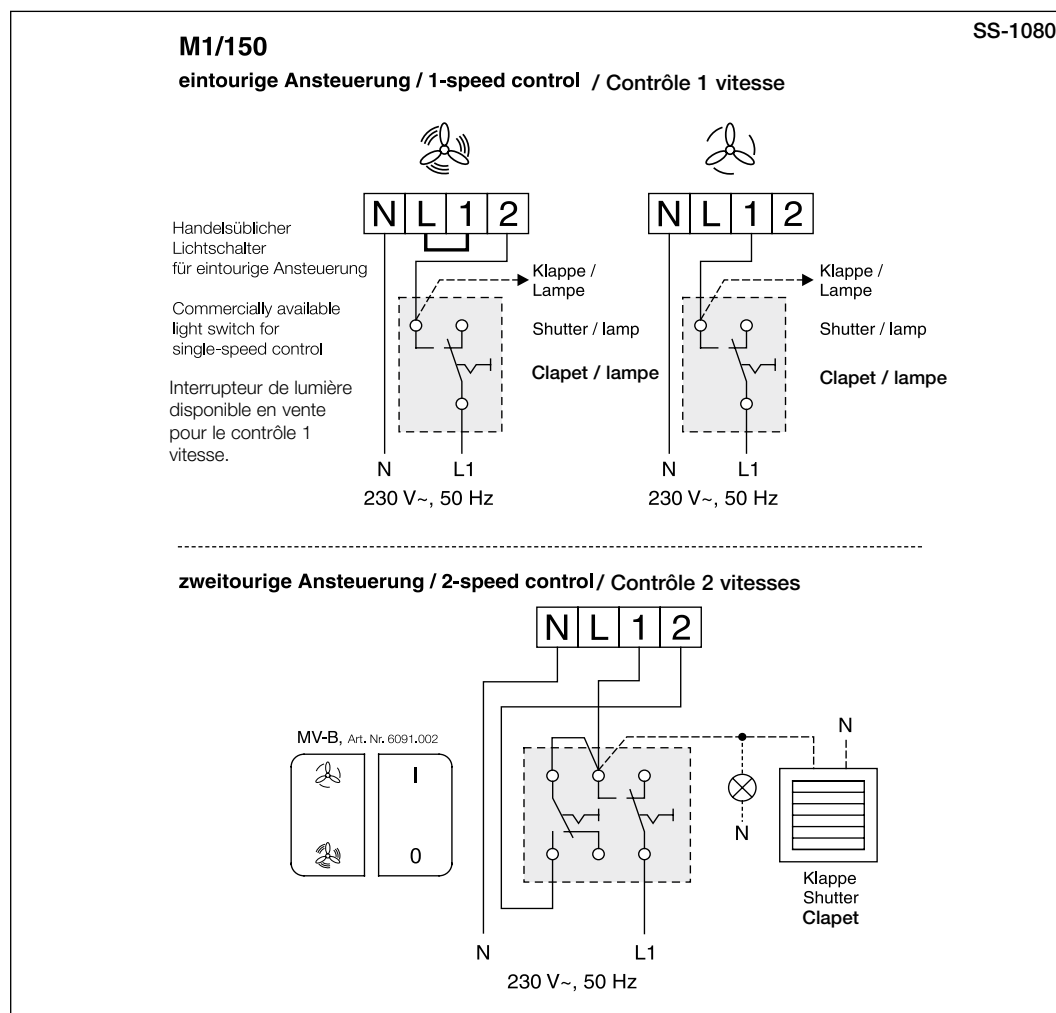 SS-1080
M1/150
eintourige Ansteuerung / 1-speed control / Contrôle 1 vitesse
N L 1 2
N L 1 2
Handelsüblicher
Lichtschalter
für eintourige Ansteuerung
Commercially available
light switch for
single-speed control
Interrupteur de lumière
disponible en vente
pour le contrôle 1
vitesse.
Klappe /
Lampe
Shutter / lamp
Clapet / lampe
Klappe /
Lampe
Shutter / lamp
Clapet / lampe
N L1
230 V~, 50 Hz
N L1
230 V~, 50 Hz
zweitourige Ansteuerung / 2-speed control / Contrôle 2 vitesses
N L 1 2
MV-B, Art. Nr. 6091.002
I
0
N
N
Klappe
Shutter
Clapet
N L1
230 V~, 50 Hz